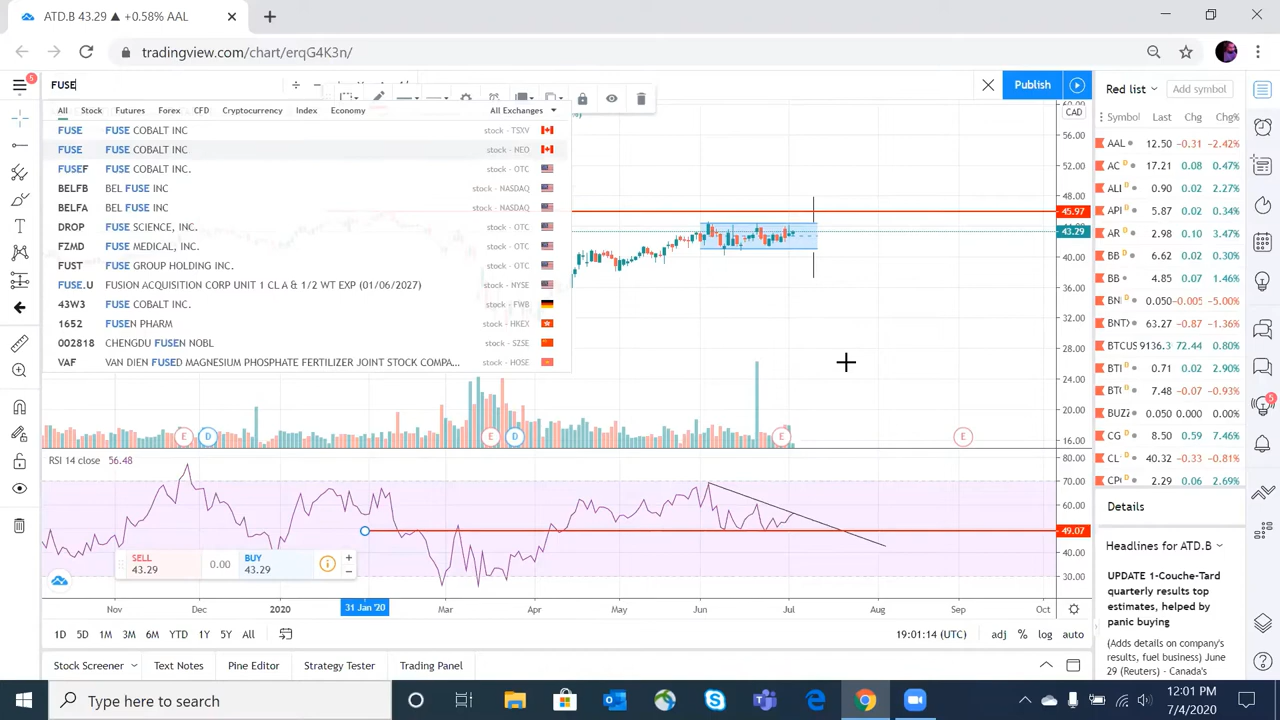 ATD.B 43.29 ▲ +0.58% AAL
tradingview.com/chart/erqG4K3n/
5
FUSE
Publish
Red list
Add symbol
All Stock Futures Forex CFD Cryptocurrency Index Economy All Exchanges
FUSE FUSE COBALT INC stock - TSXV
FUSE FUSE COBALT INC stock - NEO
FUSEF FUSE COBALT INC. stock - OTC
BELFB BEL FUSE INC stock - NASDAQ
BELFA BEL FUSE INC stock - NASDAQ
DROP FUSE SCIENCE, INC. stock - OTC
FZMD FUSE MEDICAL, INC. stock - OTC
FUST FUSE GROUP HOLDING INC. stock - OTC
FUSE.U FUSION ACQUISITION CORP UNIT 1 CL A & 1/2 WT EXP (01/06/2027) stock - NYSE
43W3 FUSE COBALT INC. stock - FWB
1652 FUSEN PHARM stock - HKEX
002818 CHENGDU FUSEN NOBL stock - SZSE
VAF VAN DIEN FUSED MAGNESIUM PHOSPHATE FERTILIZER JOINT STOCK COMPA... stock - HOSE
60.00
CAD
56.00
52.00
48.00
45.97
43.29
40.00
36.00
32.00
28.00
24.00
20.00
16.00
E D E D E E
RSI 14 close 56.48
80.00
70.00
60.00
49.07
40.00
30.00
SELL
43.29
0.00
BUY
43.29
Nov Dec 2020 31 Jan '20 Mar Apr May Jun Jul Aug Sep Oct
1D 5D 1M 3M 6M YTD 1Y 5Y All
19:01:14 (UTC) adj % log auto
Stock Screener Text Notes Pine Editor Strategy Tester Trading Panel
Symbol Last Chg Chg%
AAL D 12.50 -0.31 -2.42%
AC D 17.21 0.08 0.47%
ALI D 0.90 0.02 2.27%
API D 5.87 0.02 0.34%
AR D 2.98 0.10 3.47%
BB D 6.62 0.02 0.30%
BB 4.85 0.07 1.46%
BNI 0.050 -0.005 -5.00%
BNT 63.27 -0.87 -1.36%
BTCUS 9136.3 72.44 0.80%
BTI D 0.71 0.02 2.90%
BT D 7.48 -0.07 -0.93%
BUZZ 0.050 0.000 0.00%
CG D 8.50 0.59 7.46%
CL D 40.32 -0.33 -0.81%
CP D 2.29 0.06 2.69%
Details
Headlines for ATD.B
UPDATE 1-Couche-Tard
quarterly results top
estimates, helped by
panic buying
(Adds details on company's
results, fuel business) June
29 (Reuters) - Canada's
5
Type here to search
12:01 PM
7/4/2020
1